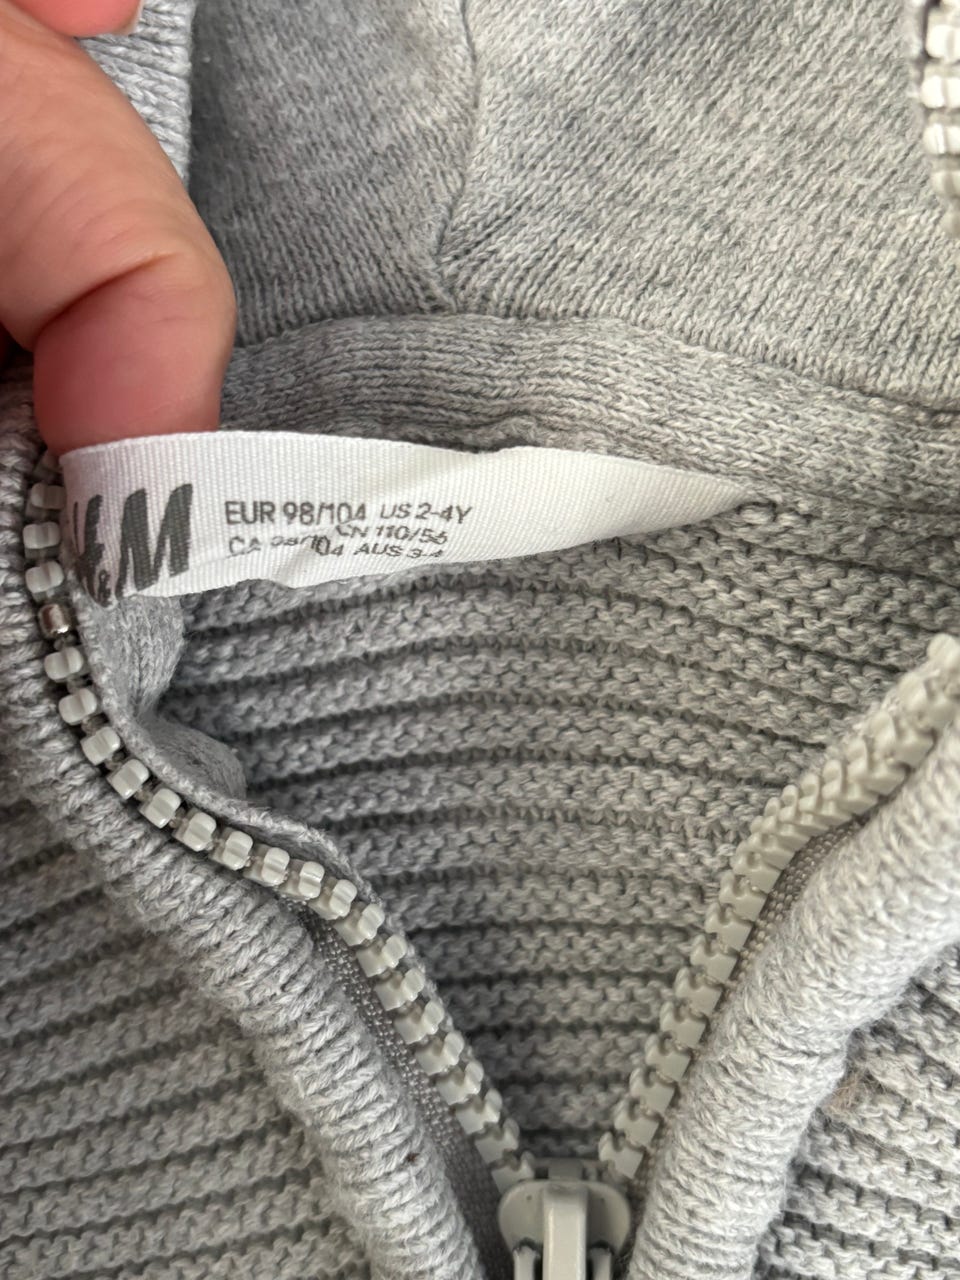 H&M
EUR 98/104 US 2-4Y
CN 110/56
CA 98/104 AUS 3-4